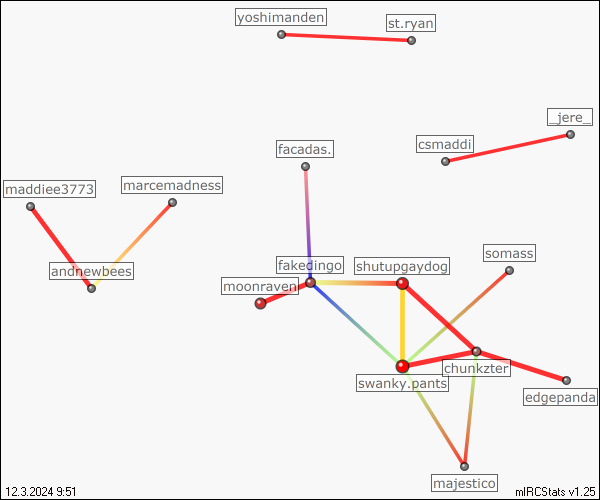 yoshimanden
st.ryan
_jere_
csmaddi
facadas.
maddiee3773
marcemadness
somass
andnewbees
fakedingo
shutupgaydog
moonraven
chunkzter
swanky.pants
edgepanda
majestico
12.3.2024 9:51
mIRCStats v1.25